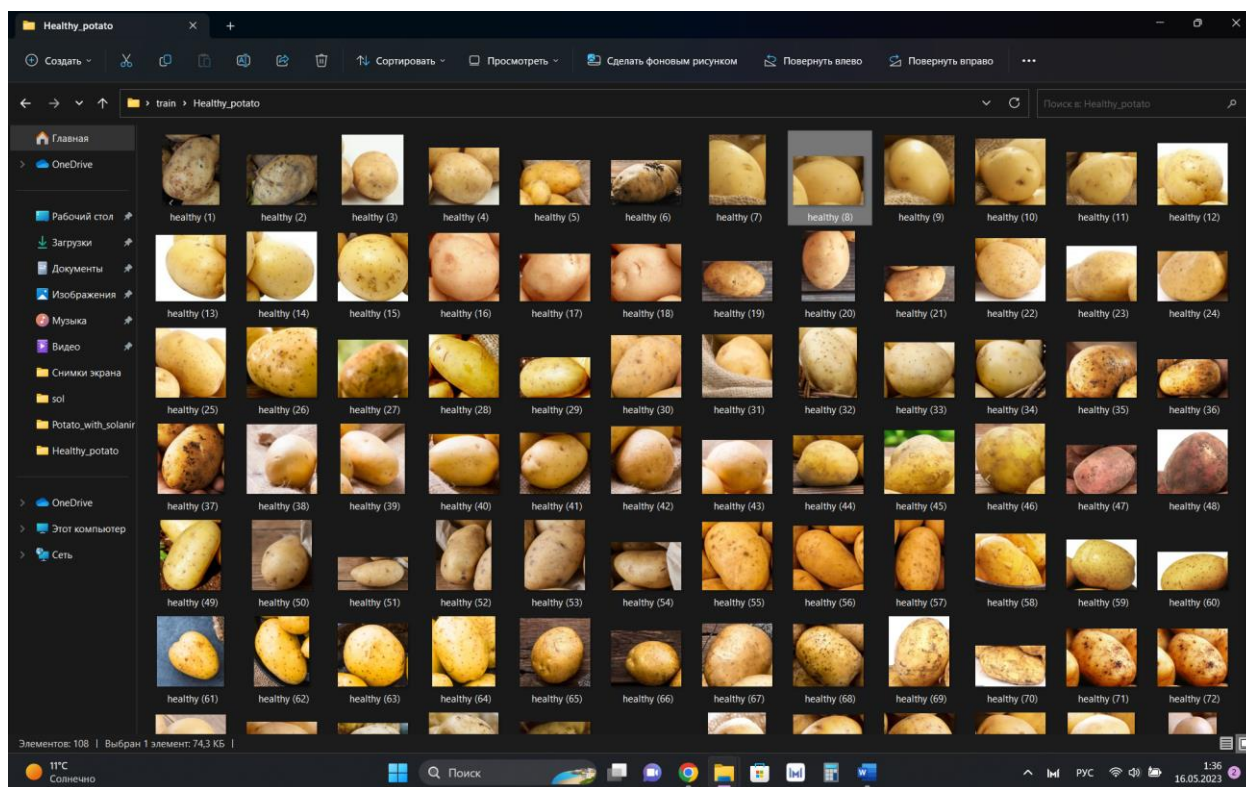 Healthy_potato
Создать
Сортировать
Просмотреть
Сделать фоновым рисунком
Повернуть влево
Повернуть вправо
train > Healthy_potato
Поиск в: Healthy_potato
Главная
OneDrive
Рабочий стол
Загрузки
Документы
Изображения
Музыка
Видео
Снимки экрана
sol
Potato_with_solanir
Healthy_potato
OneDrive
Этот компьютер
Сеть
healthy (1) healthy (2) healthy (3) healthy (4) healthy (5) healthy (6) healthy (7) healthy (8) healthy (9) healthy (10) healthy (11) healthy (12)
healthy (13) healthy (14) healthy (15) healthy (16) healthy (17) healthy (18) healthy (19) healthy (20) healthy (21) healthy (22) healthy (23) healthy (24)
healthy (25) healthy (26) healthy (27) healthy (28) healthy (29) healthy (30) healthy (31) healthy (32) healthy (33) healthy (34) healthy (35) healthy (36)
healthy (37) healthy (38) healthy (39) healthy (40) healthy (41) healthy (42) healthy (43) healthy (44) healthy (45) healthy (46) healthy (47) healthy (48)
healthy (49) healthy (50) healthy (51) healthy (52) healthy (53) healthy (54) healthy (55) healthy (56) healthy (57) healthy (58) healthy (59) healthy (60)
healthy (61) healthy (62) healthy (63) healthy (64) healthy (65) healthy (66) healthy (67) healthy (68) healthy (69) healthy (70) healthy (71) healthy (72)
Элементов: 108 | Выбран 1 элемент: 74,3 КБ |
11°C
Солнечно
Поиск
РУС
1:36
16.05.2023
2